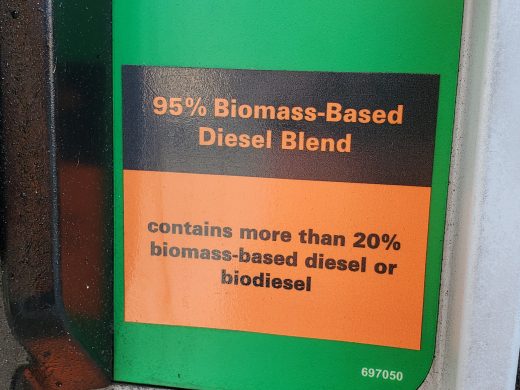 95% Biomass-Based
Diesel Blend
contains more than 20%
biomass-based diesel or
biodiesel
697050